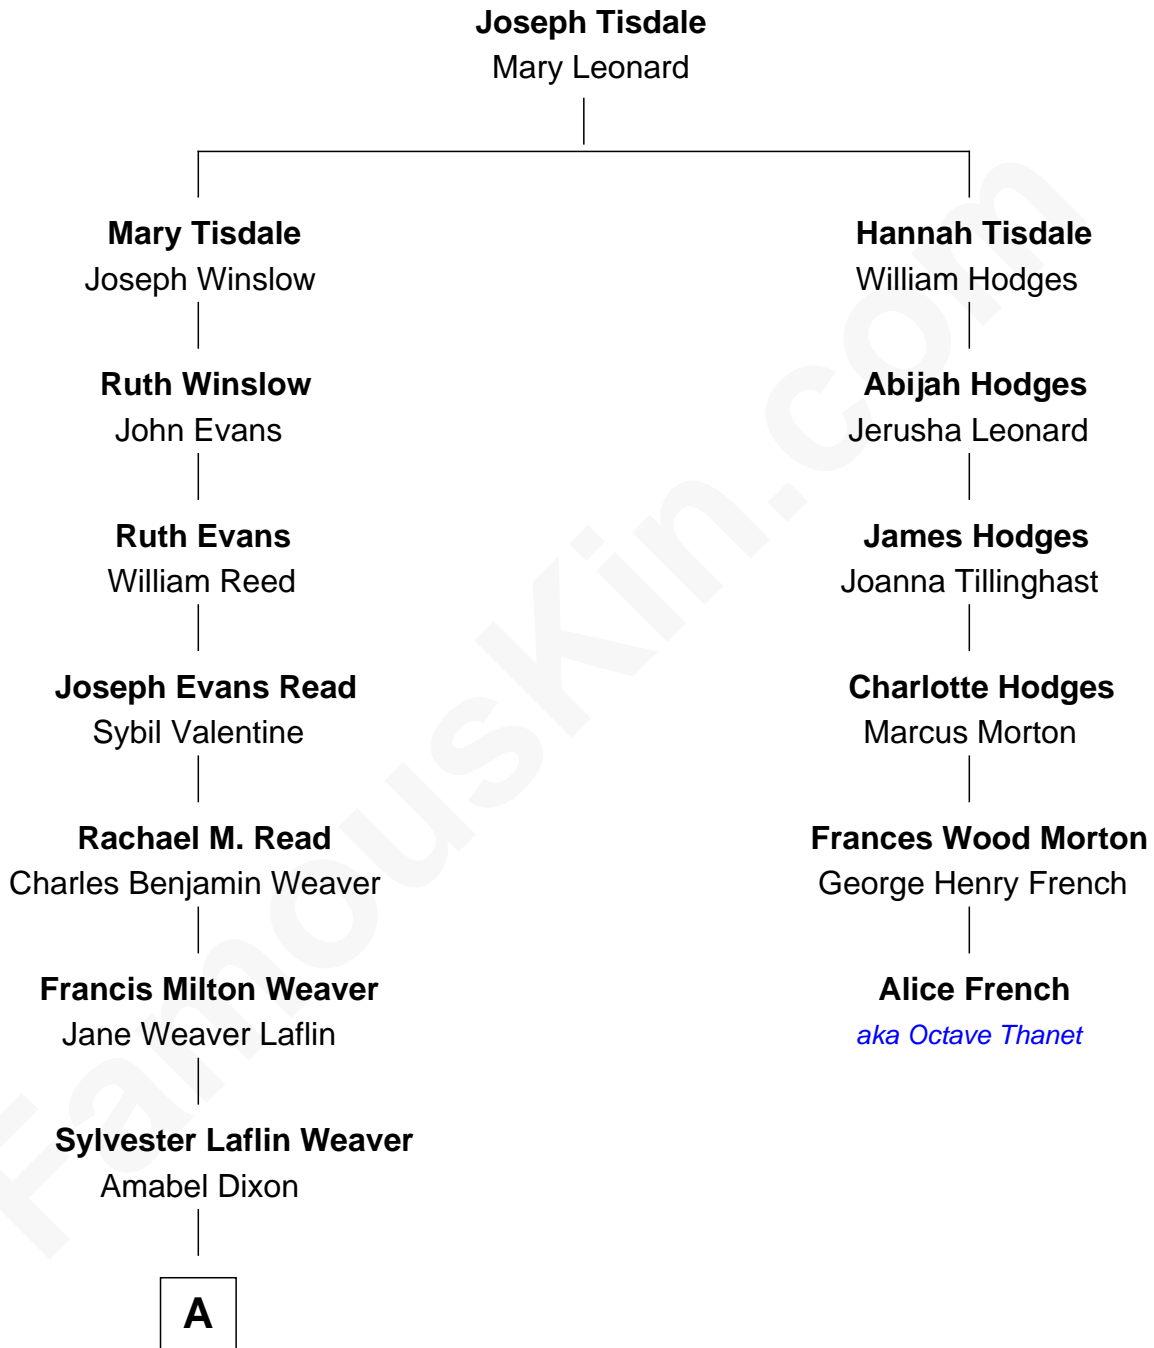 Joseph Tisdale
Mary Leonard
Mary Tisdale
Joseph Winslow
Hannah Tisdale
William Hodges
Ruth Winslow
John Evans
Abijah Hodges
Jerusha Leonard
Ruth Evans
William Reed
James Hodges
Joanna Tillinghast
Joseph Evans Read
Sybil Valentine
Charlotte Hodges
Marcus Morton
Rachael M. Read
Charles Benjamin Weaver
Frances Wood Morton
George Henry French
Francis Milton Weaver
Jane Weaver Laflin
Alice French
aka Octave Thanet
Sylvester Laflin Weaver
Amabel Dixon
A
FamousKin.com